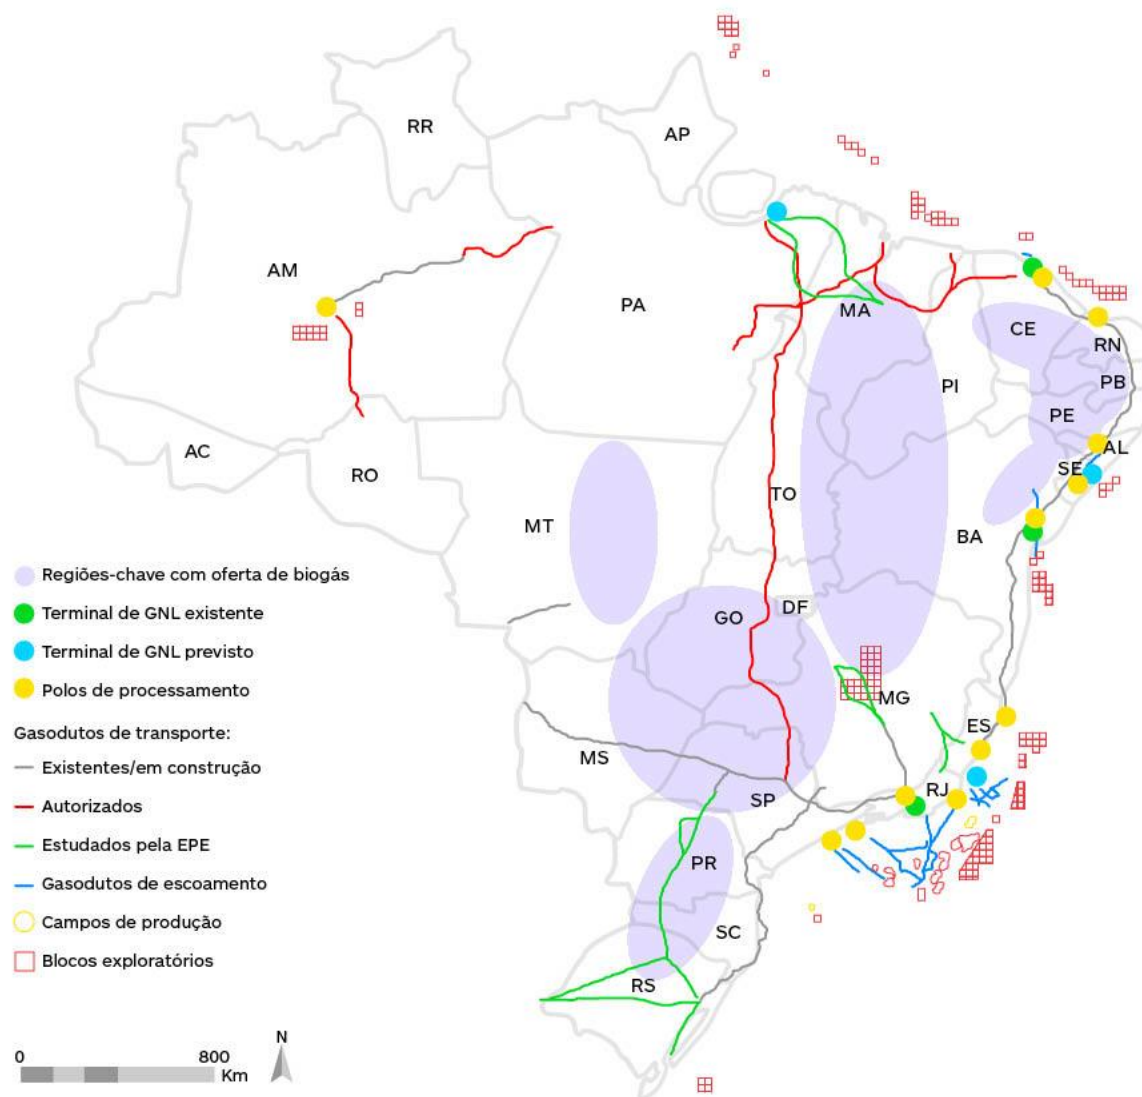 RR
AP
AM
PA
MA
CE
RN
PI
PB
PE
AC
AL
RO
SE
TO
MT
BA
Regiões-chave com oferta de biogás
Terminal de GNL existente
GO
DF
Terminal de GNL previsto
Polos de processamento
MG
Gasodutos de transporte:
ES
Existentes/em construção
MS
Autorizados
SP
RJ
Estudados pela EPE
PR
Gasodutos de escoamento
Campos de produção
SC
Blocos exploratórios
RS
N
0
800
Km